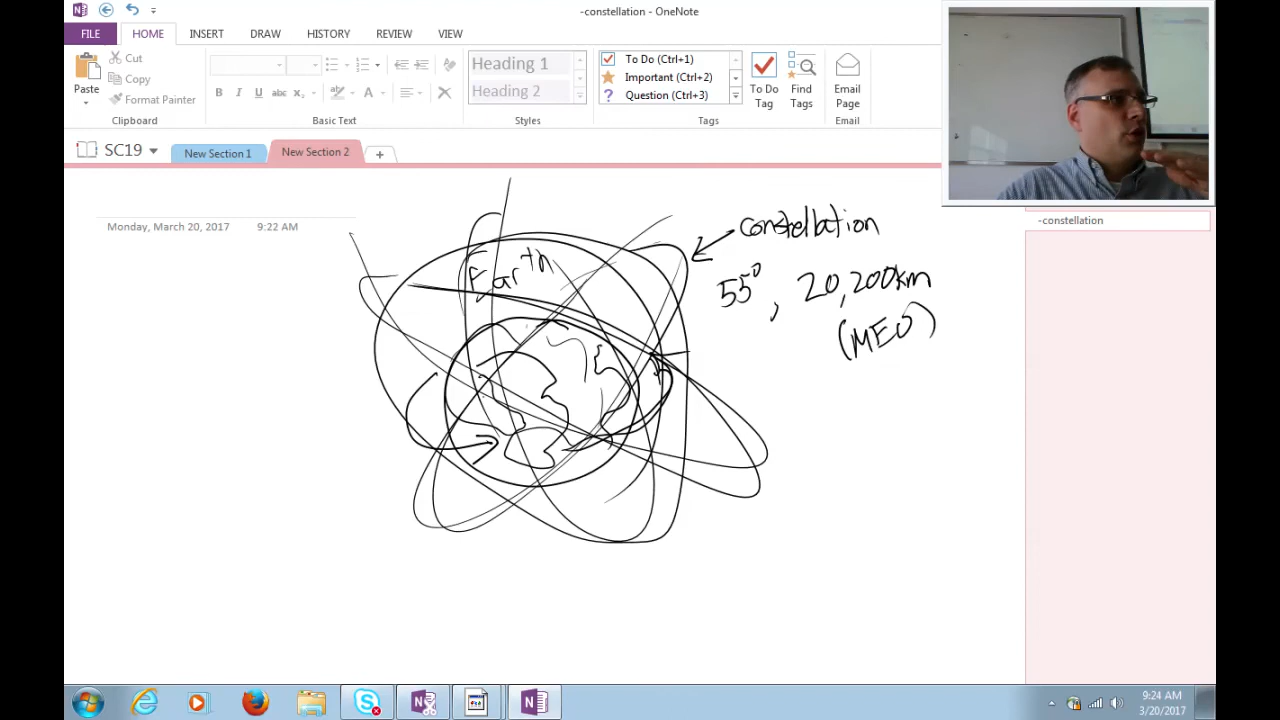 -constellation - OneNote
FILE
HOME
INSERT
DRAW
HISTORY
REVIEW
VIEW
Paste
Cut
Copy
Format Painter
Clipboard
B I U abc x₂ A
Basic Text
Heading 1
Heading 2
Styles
To Do (Ctrl+1)
Important (Ctrl+2)
? Question (Ctrl+3)
Tags
To Do Tag
Find Tags
Email Page
Email
SC19
New Section 1
New Section 2
+
Monday, March 20, 2017 9:22 AM
-constellation
Earth
constellation
55°, 20,200km
(MEO)
9:24 AM
3/20/2017